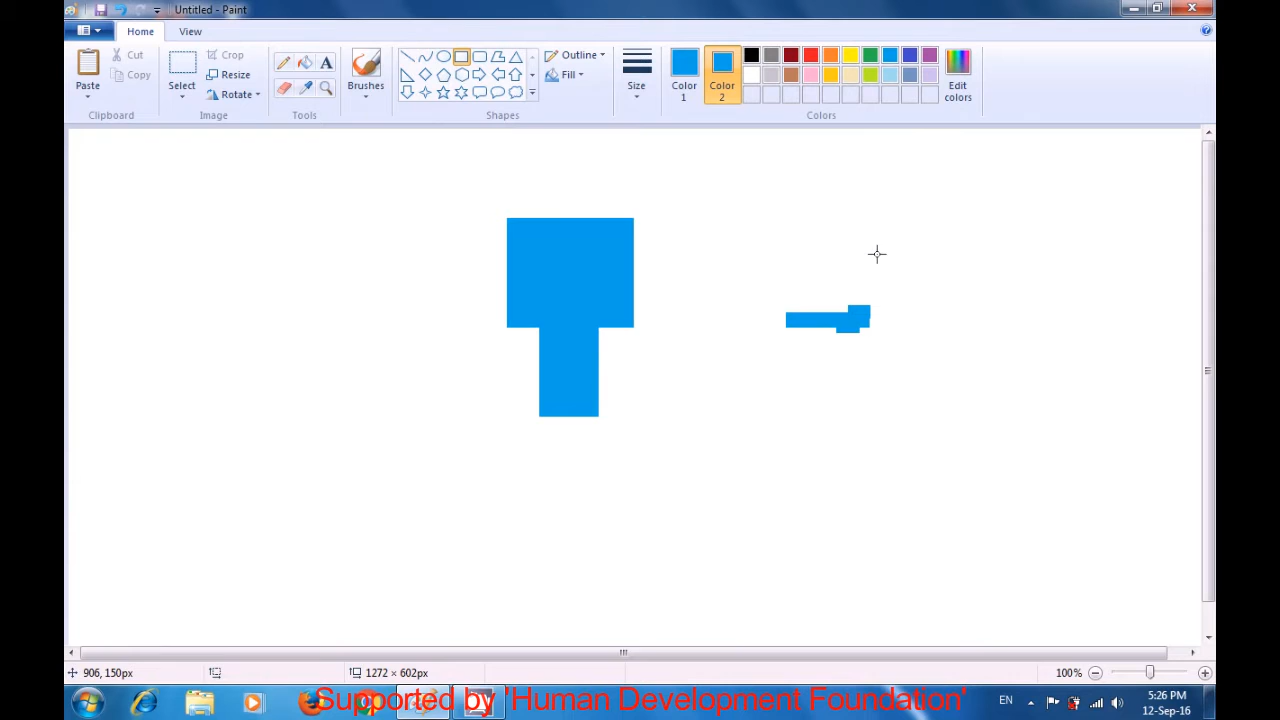 Untitled - Paint
Home
View
Paste
Cut
Copy
Clipboard
Select
Crop
Resize
Rotate
Image
Tools
Brushes
Shapes
Outline
Fill
Size
Color 1
Color 2
Edit colors
Colors
906, 150px
1272 × 602px
100%
Supported by 'Human Development Foundation'
EN
5:26 PM
12-Sep-16